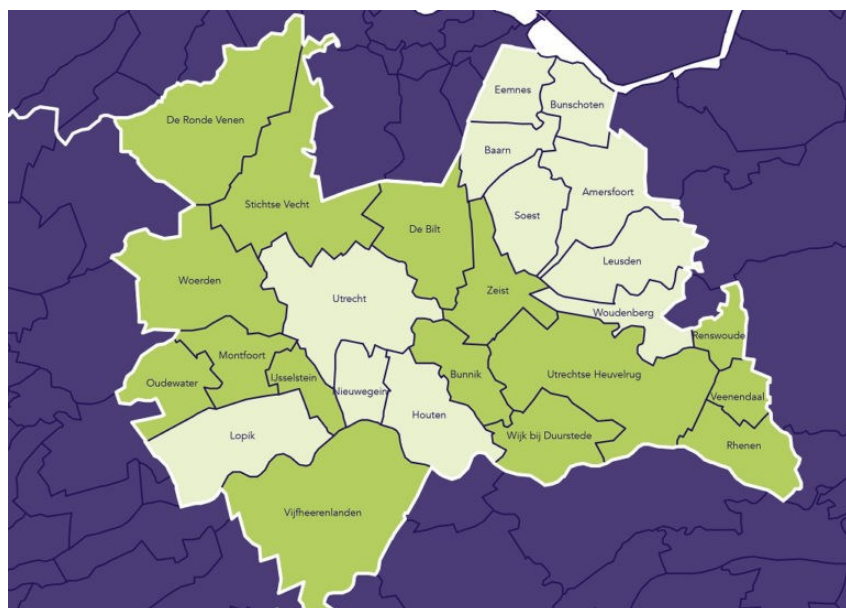 Eemnes
Bunschoten
De Ronde Venen
Baarn
Amersfoort
Stichtse Vecht
Soest
De Bilt
Leusden
Woerden
Zeist
Utrecht
Woudenberg
Renswoude
Montfoort
Bunnik
Utrechtse Heuvelrug
Oudewater
IJsselstein
Nieuwegein
Veenendaal
Houten
Lopik
Wijk bij Duurstede
Rhenen
Vijfheerenlanden